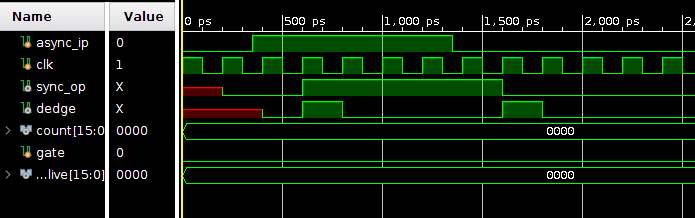 Name Value 0 ps 500 ps 1,000 ps 1,500 ps 2,000 ps 2,
async_ip 0
clk 1
sync_op X
dedge X
count[15:0 0000 0000
gate 0
...live[15:0] 0000 0000